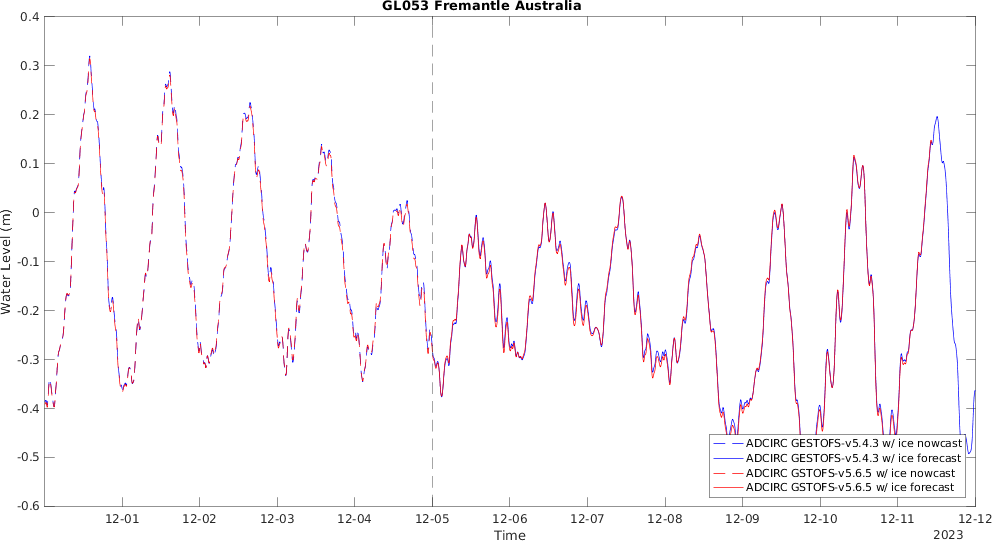 GL053 Fremantle Australia
Water Level (m)
0.4
0.3
0.2
0.1
0
-0.1
-0.2
-0.3
-0.4
-0.5
-0.6
ADCIRC GESTOFS-v5.4.3 w/ ice nowcast
ADCIRC GESTOFS-v5.4.3 w/ ice forecast
ADCIRC GSTOFS-v5.6.5 w/ ice nowcast
ADCIRC GSTOFS-v5.6.5 w/ ice forecast
12-01 12-02 12-03 12-04 12-05 12-06 12-07 12-08 12-09 12-10 12-11 12-12
Time
2023